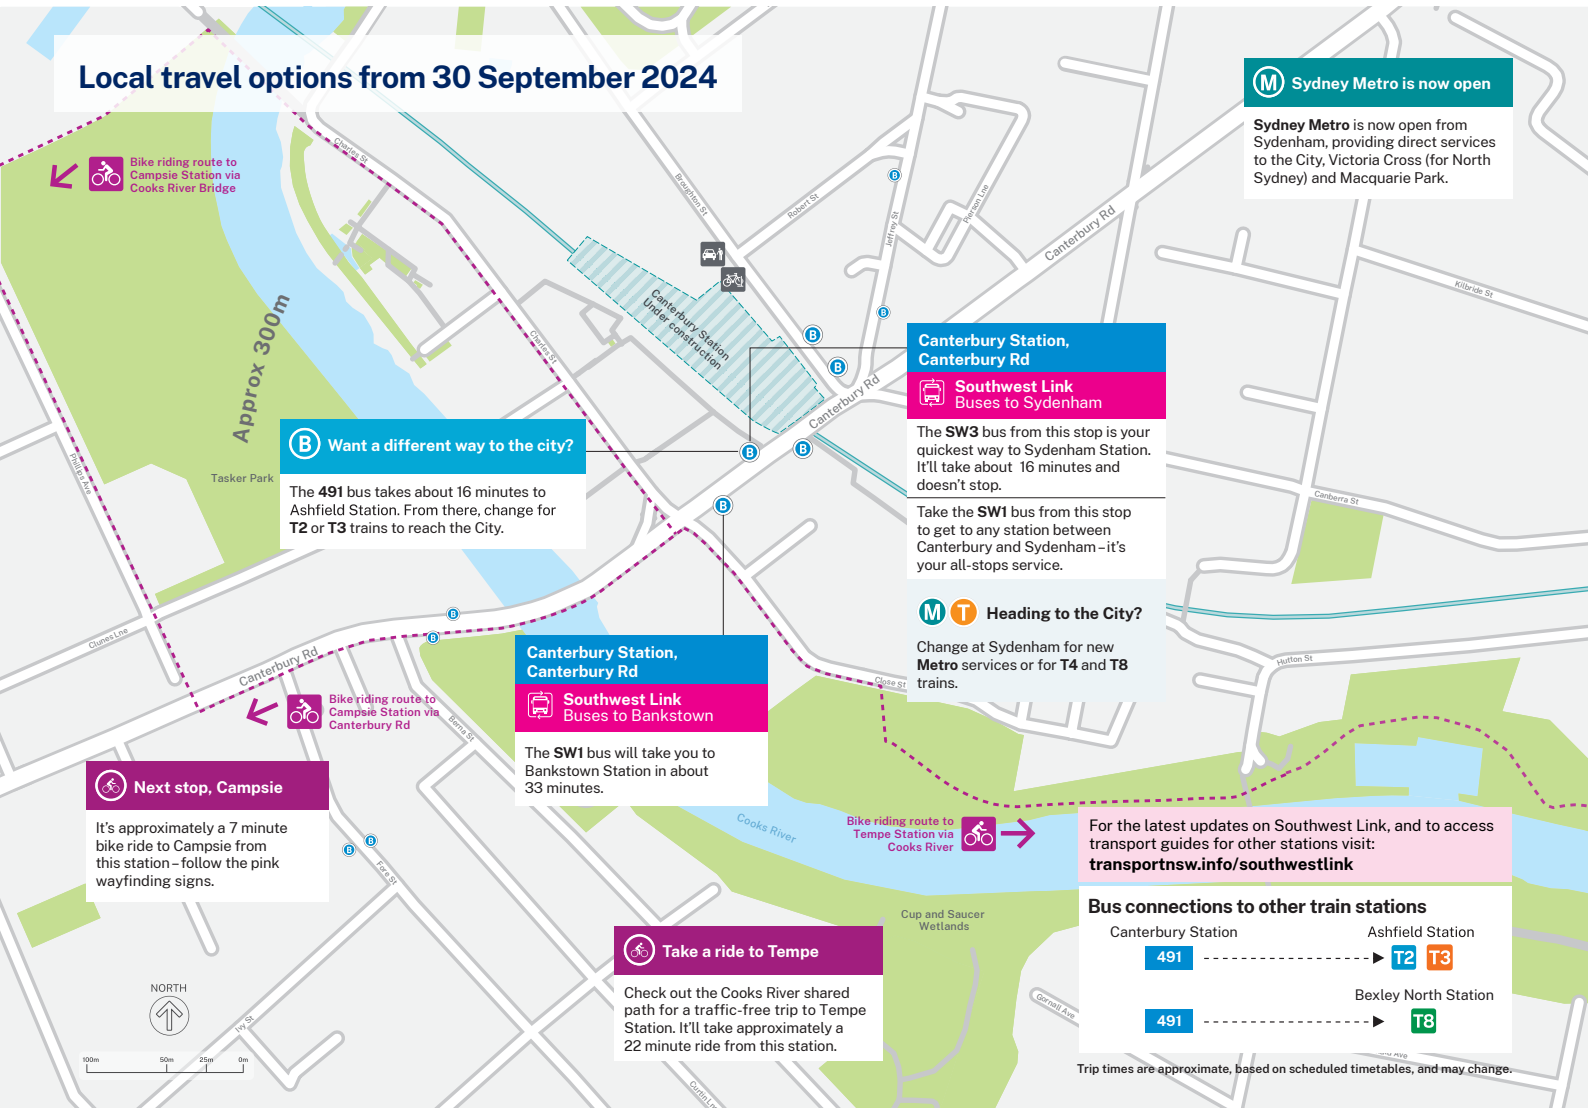 Local travel options from 30 September 2024
M Sydney Metro is now open
Sydney Metro is now open from
Sydenham, providing direct services
to the City, Victoria Cross (for North
Sydney) and Macquarie Park.
Bike riding route to
Campsie Station via
Cooks River Bridge
Charles St
Broughton St
Robert St
Jeffrey St
Pierson Lne
Canterbury Rd
Kilbride St
B
B
B
B
Approx 300m
Canterbury Station
Under construction
Charles St
Canterbury Rd
Canterbury Station,
Canterbury Rd
Southwest Link
Buses to Sydenham
The SW3 bus from this stop is your
quickest way to Sydenham Station.
It'll take about 16 minutes and
doesn't stop.
Take the SW1 bus from this stop
to get to any station between
Canterbury and Sydenham – it's
your all-stops service.
M T Heading to the City?
Change at Sydenham for new
Metro services or for T4 and T8
trains.
B Want a different way to the city?
The 491 bus takes about 16 minutes to
Ashfield Station. From there, change for
T2 or T3 trains to reach the City.
B
B
B
Phillips Ave
Tasker Park
Canberra St
Clunes Lne
B
B
Canterbury Rd
Hutton St
Close St
Canterbury Station,
Canterbury Rd
Southwest Link
Buses to Bankstown
The SW1 bus will take you to
Bankstown Station in about
33 minutes.
Bike riding route to
Campsie Station via
Canterbury Rd
Berna St
Next stop, Campsie
It's approximately a 7 minute
bike ride to Campsie from
this station – follow the pink
wayfinding signs.
B
B
Fore St
Cooks River
Bike riding route to
Tempe Station via
Cooks River
For the latest updates on Southwest Link, and to access
transport guides for other stations visit:
transportnsw.info/southwestlink
Cup and Saucer
Wetlands
Take a ride to Tempe
Check out the Cooks River shared
path for a traffic-free trip to Tempe
Station. It'll take approximately a
22 minute ride from this station.
Bus connections to other train stations
Canterbury Station Ashfield Station
491 T2 T3
Bexley North Station
491 T8
Gornall Ave
Ave
NORTH
Ivy St
100m 50m 25m 0m
Curtin Ln
Trip times are approximate, based on scheduled timetables, and may change.